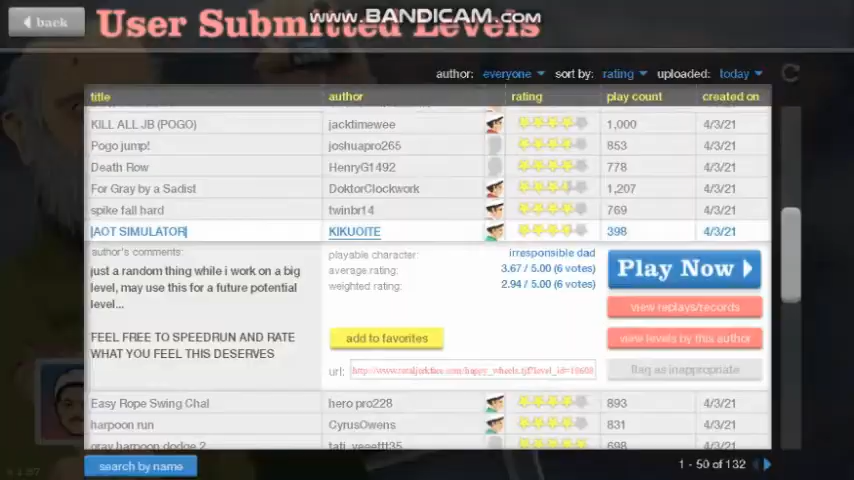 www.BANDICAM.com
back
User Submitted Levels
author: everyone sort by: rating uploaded: today
title author rating play count created on
KILL ALL JB (POGO) jacktimewee 1,000 4/3/21
Pogo jump! joshuapro265 853 4/3/21
Death Row HenryG1492 778 4/3/21
For Gray by a Sadist DoktorClockwork 1,207 4/3/21
spike fall hard twinbr14 769 4/3/21
|AOT SIMULATOR| KIKUOITE 398 4/3/21
author's comments:
just a random thing while i work on a big
level, may use this for a future potential
level...
FEEL FREE TO SPEEDRUN AND RATE
WHAT YOU FEEL THIS DESERVES
playable character: irresponsible dad
average rating: 3.67 / 5.00 (6 votes)
weighted rating: 2.94 / 5.00 (6 votes)
add to favorites
url:
Play Now
view replays/records
view levels by this author
flag as inappropriate
Easy Rope Swing Chal hero pro228 893 4/3/21
harpoon run CyrusOwens 831 4/3/21
gray harpoon dodge 2 698 4/3/21
search by name
1 - 50 of 132